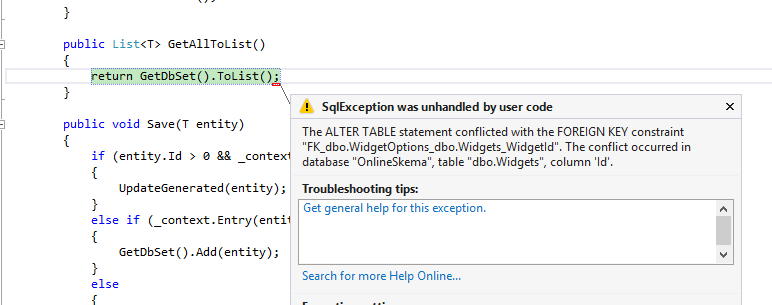 }
public List<T> GetAllToList()
{
return GetDbSet().ToList();
}
public void Save(T entity)
{
if (entity.Id > 0 && _context
{
UpdateGenerated(entity);
}
else if (_context.Entry(entit
{
GetDbSet().Add(entity);
}
else
{
SqlException was unhandled by user code
The ALTER TABLE statement conflicted with the FOREIGN KEY constraint
"FK_dbo.WidgetOptions_dbo.Widgets_WidgetId". The conflict occurred in
database "OnlineSkema", table "dbo.Widgets", column 'Id'.
Troubleshooting tips:
Get general help for this exception.
Search for more Help Online...